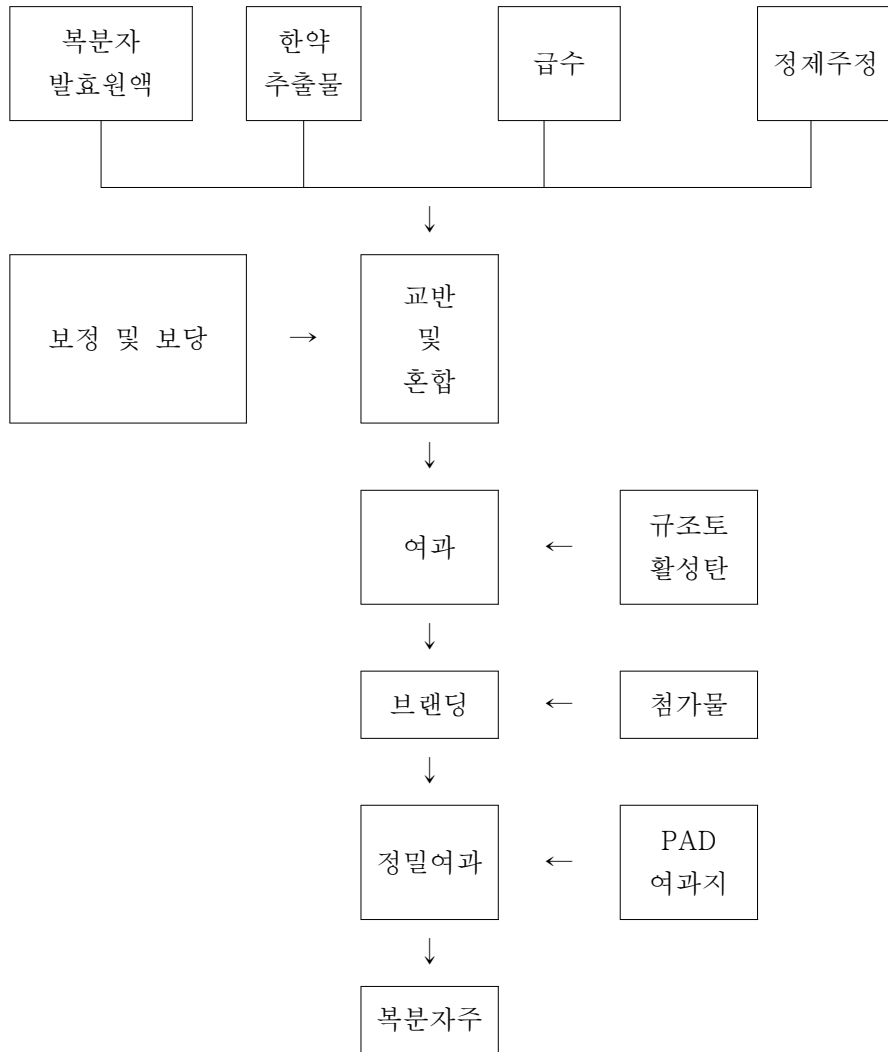 복분자
발효원액
한약
추출물
급수
정제주정
↓
보정 및 보당
→
교반
및
혼합
↓
여과
←
규조토
활성탄
↓
브랜딩
←
첨가물
↓
정밀여과
←
PAD
여과지
↓
복분자주